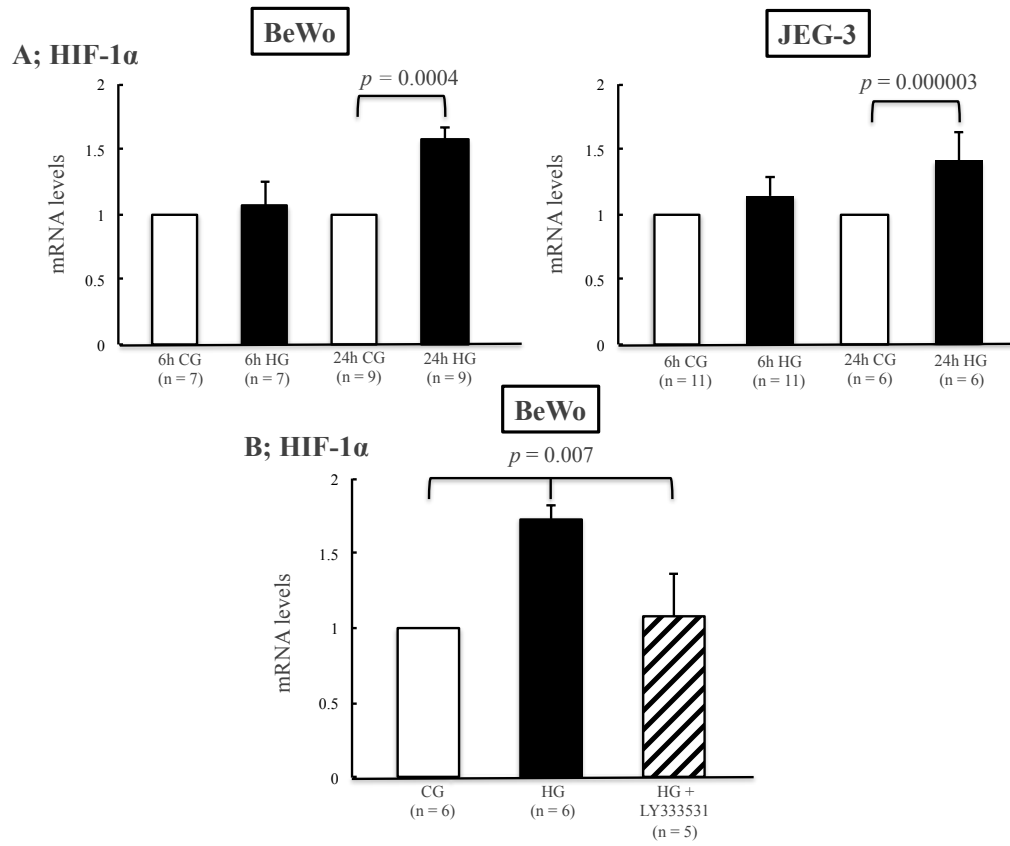 BeWo
JEG-3
A; HIF-1α
p = 0.0004
mRNA levels
2
1.5
1
0.5
0
6h CG
(n = 7)
6h HG
(n = 7)
24h CG
(n = 9)
24h HG
(n = 9)
p = 0.000003
mRNA levels
2
1.5
1
0.5
0
6h CG
(n = 11)
6h HG
(n = 11)
24h CG
(n = 6)
24h HG
(n = 6)
BeWo
B; HIF-1α
p = 0.007
mRNA levels
2
1.5
1
0.5
0
CG
(n = 6)
HG
(n = 6)
HG +
LY333531
(n = 5)